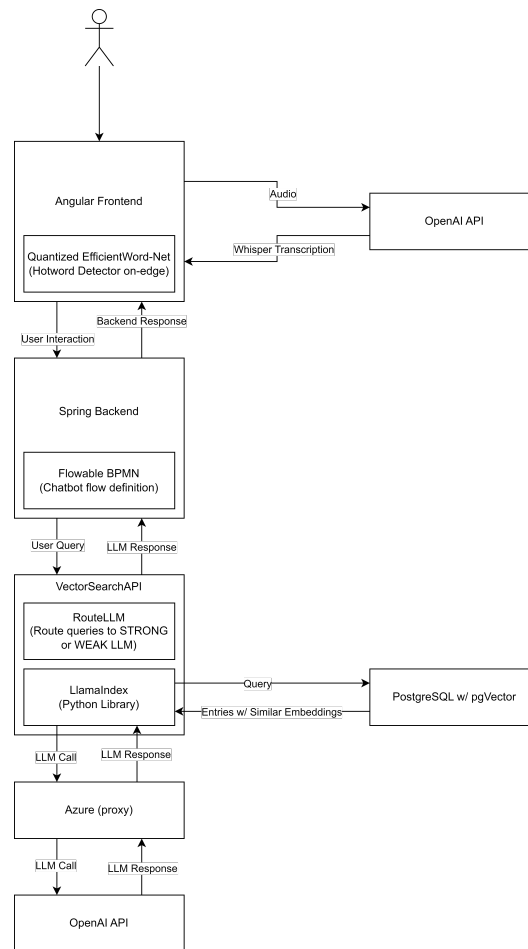 Angular Frontend
Audio
OpenAI API
Quantized EfficientWord-Net
(Hotword Detector on-edge)
Whisper Transcription
Backend Response
User Interaction
Spring Backend
Flowable BPMN
(Chatbot flow definition)
User Query
LLM Response
VectorSearchAPI
RouteLLM
(Route queries to STRONG
or WEAK LLM)
LlamaIndex
(Python Library)
Query
PostgreSQL w/ pgVector
Entries w/ Similar Embeddings
LLM Call
LLM Response
Azure (proxy)
LLM Call
LLM Response
OpenAI API